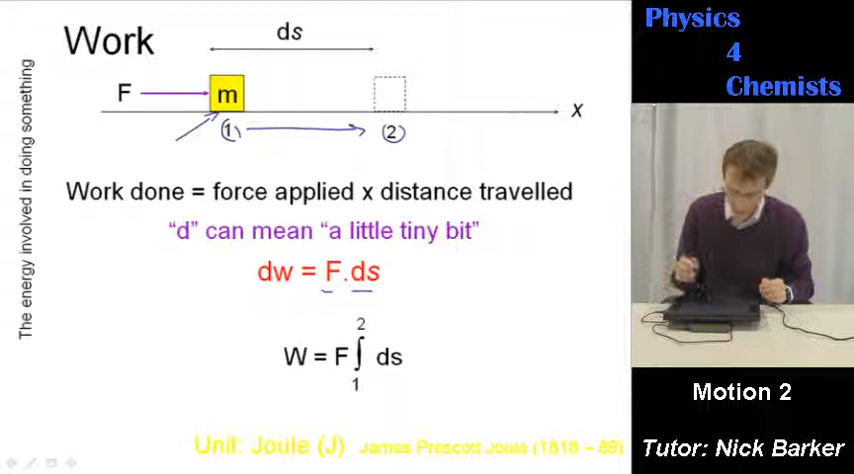 Work
ds
F
m
x
(1)
(2)
The energy involved in doing something
Work done = force applied x distance travelled
“d” can mean “a little tiny bit”
dw = F.ds
2
W = F∫ ds
1
Unit: Joule (J) James Prescott Joule (1818 – 89)
Physics
4
Chemists
Motion 2
Tutor: Nick Barker